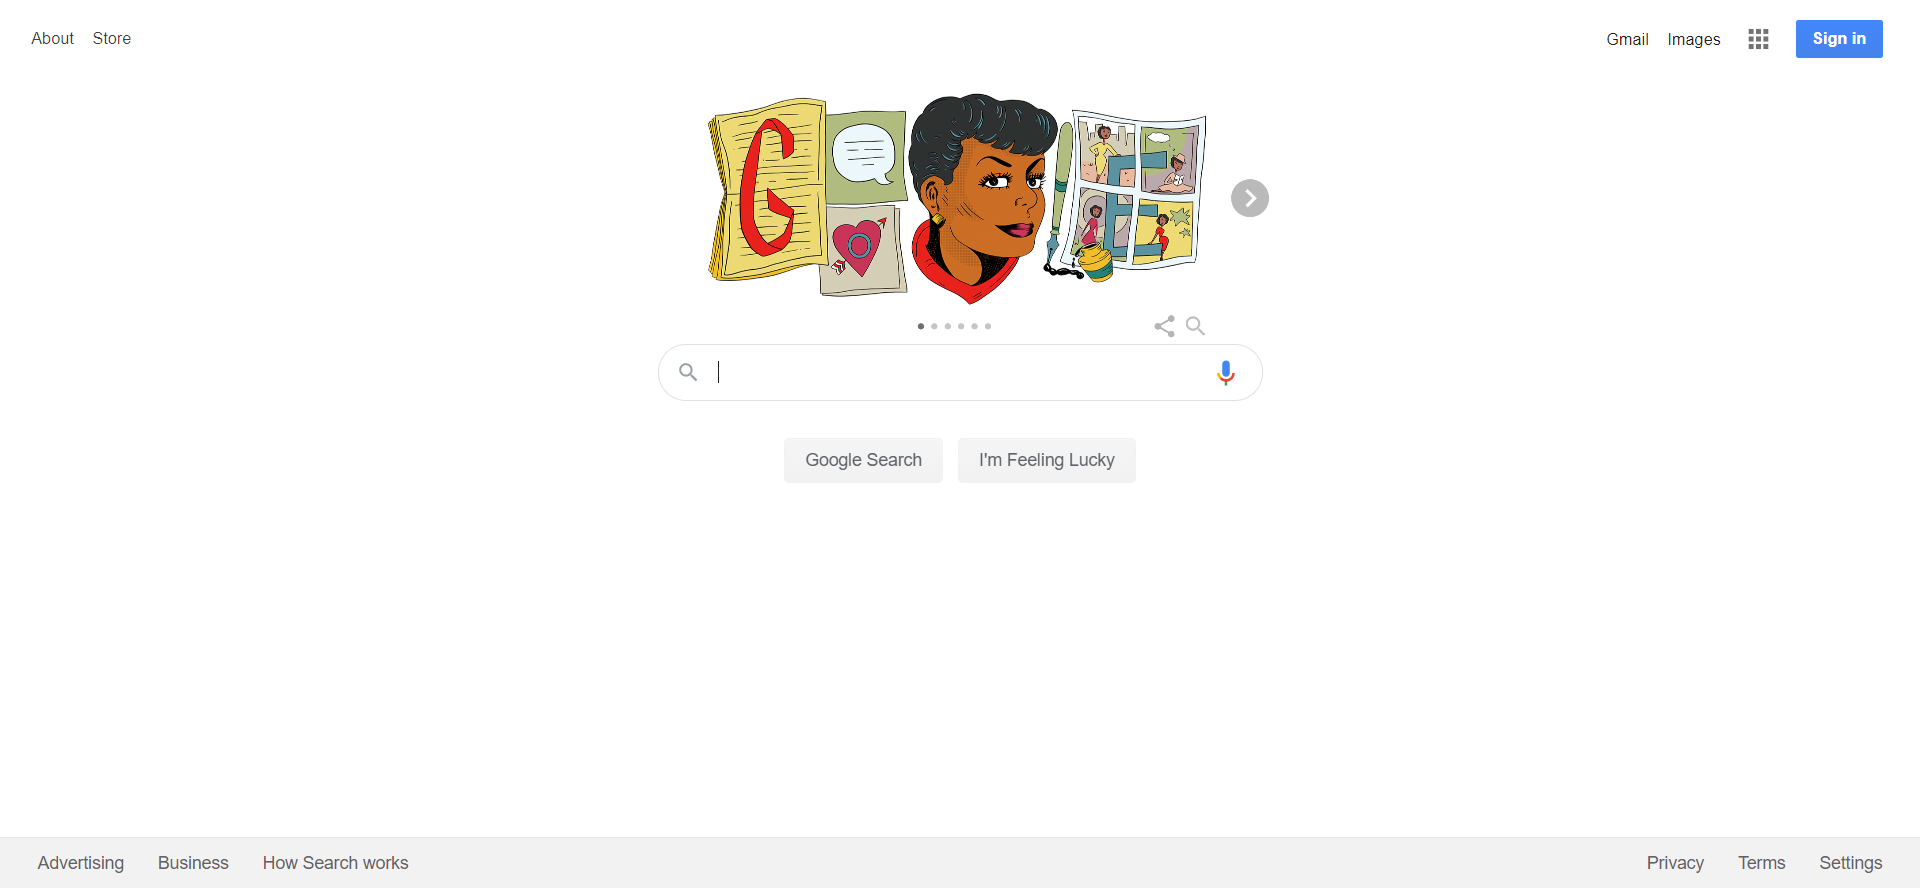 About Store
Gmail Images Sign in
Google Search I'm Feeling Lucky
Advertising Business How Search works
Privacy Terms Settings